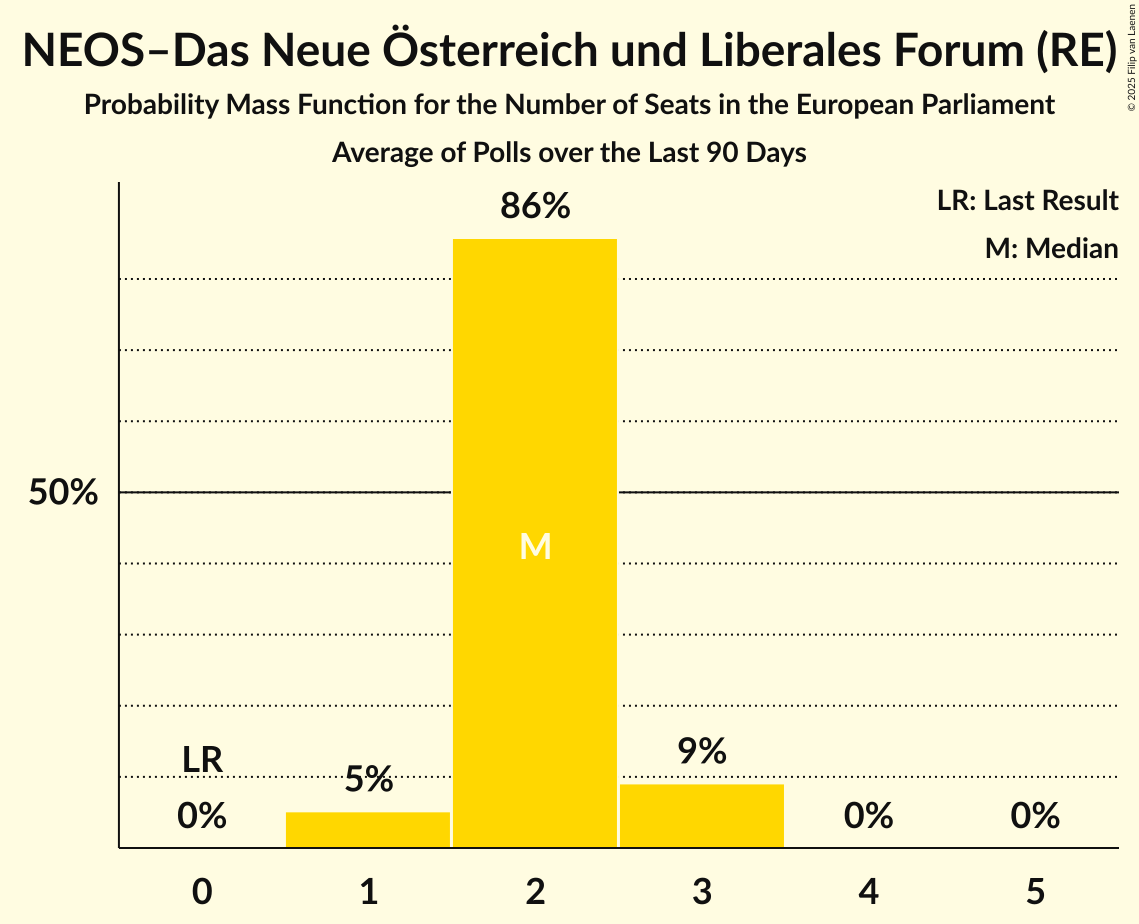 NEOS–Das Neue Österreich und Liberales Forum (RE)
Probability Mass Function for the Number of Seats in the European Parliament
Average of Polls over the Last 90 Days
© 2025 Filip van Laenen
LR: Last Result
M: Median
86%
50%
M
LR
0%
5%
9%
0%
0%
0 1 2 3 4 5